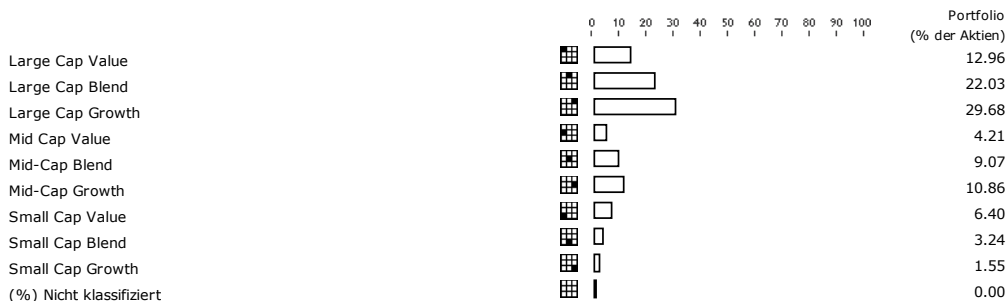 Portfolio
0 10 20 30 40 50 60 70 80 90 100
(% der Aktien)
Large Cap Value 12.96
Large Cap Blend 22.03
Large Cap Growth 29.68
Mid Cap Value 4.21
Mid-Cap Blend 9.07
Mid-Cap Growth 10.86
Small Cap Value 6.40
Small Cap Blend 3.24
Small Cap Growth 1.55
(%) Nicht klassifiziert 0.00